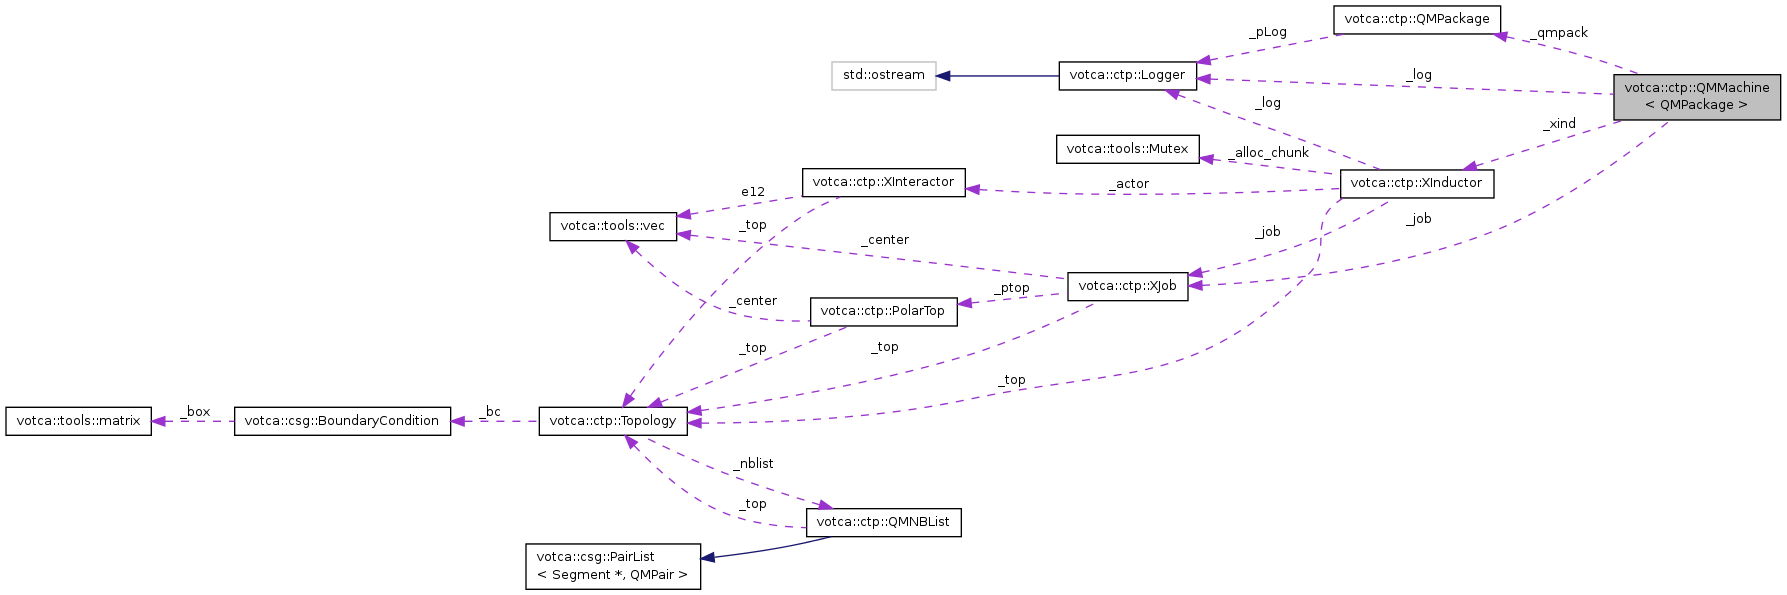 votca::ctp::QMPackage
_qmpack
_pLog
std::ostream
votca::ctp::Logger
_log
votca::ctp::QMMachine
< QMPackage >
_log
_xind
votca::tools::Mutex
_alloc_chunk
votca::ctp::XInteractor
_actor
votca::ctp::XInductor
e12
votca::tools::vec
_top
_center
_job
_job
votca::ctp::XJob
_ptop
_center
votca::ctp::PolarTop
_top
_top
_top
votca::tools::matrix
_box
votca::csg::BoundaryCondition
_bc
votca::ctp::Topology
_nblist
_top
votca::ctp::QMNBList
votca::csg::PairList
< Segment *, QMPair >